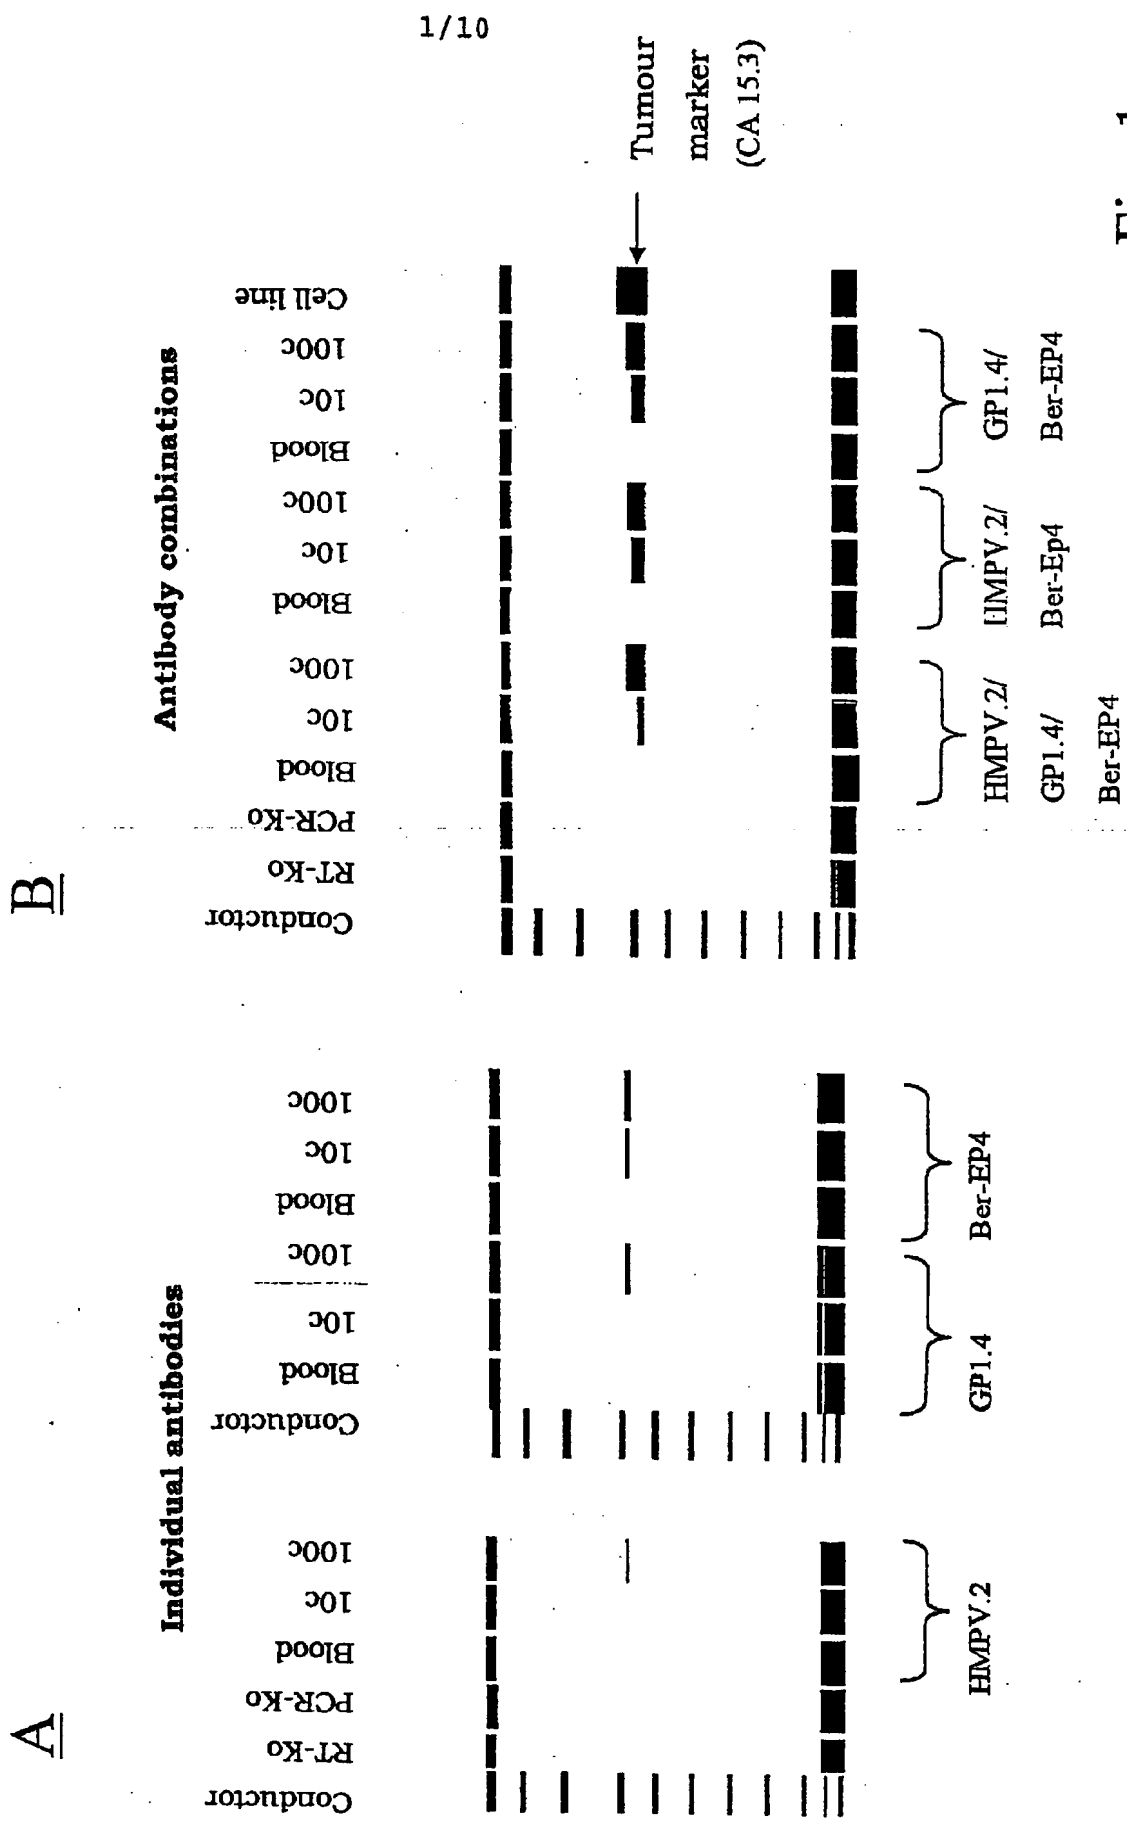 1/10
A
Individual antibodies
Conductor
RT-Ko
PCR-Ko
Blood
10c
100c
Conductor
Blood
10c
100c
Blood
10c
100c
HMPV.2
GP1.4
Ber-EP4
B
Antibody combinations
Conductor
RT-Ko
PCR-Ko
Blood
10c
100c
Blood
10c
100c
Blood
10c
100c
Cell line
Tumour
marker
(CA 15.3)
HMPV.2/
GP1.4/
Ber-EP4
HMPV.2/
Ber-Ep4
GP1.4/
Ber-EP4